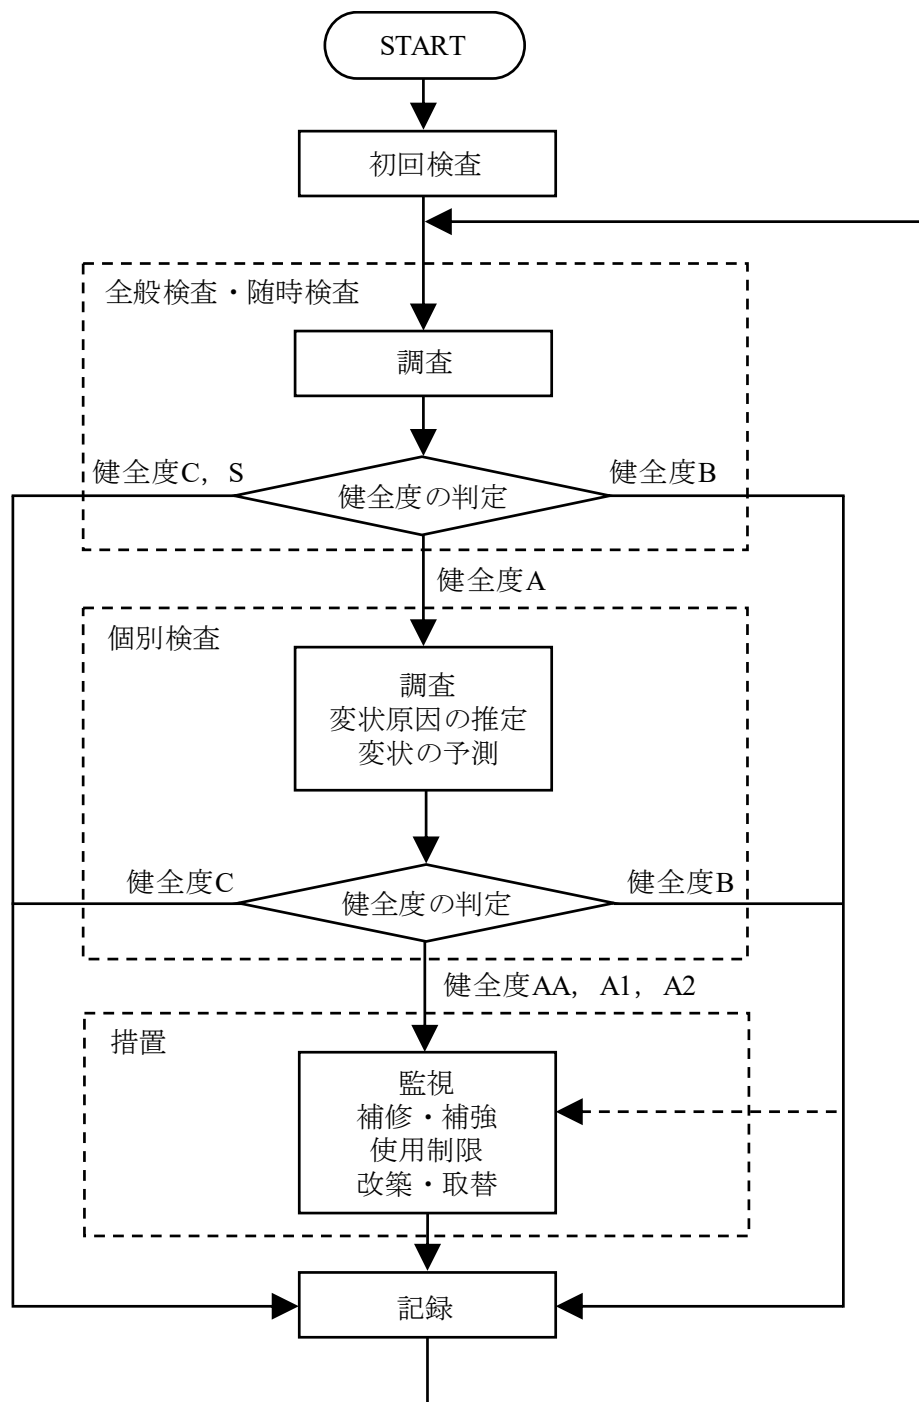 START
初回検査
全般検査・随時検査
調査
健全度C，S
健全度B
健全度の判定
健全度A
個別検査
調査
変状原因の推定
変状の予測
健全度C
健全度B
健全度の判定
健全度AA，A1，A2
措置
監視
補修・補強
使用制限
改築・取替
記録